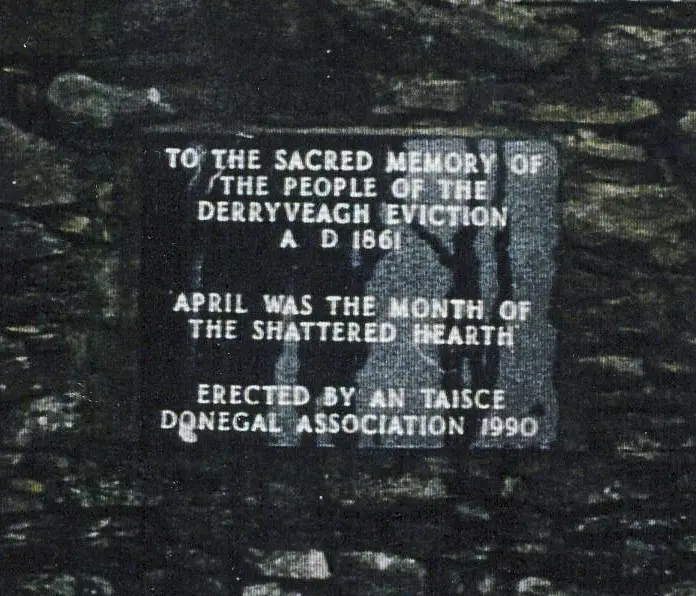 TO THE SACRED MEMORY OF
THE PEOPLE OF THE
DERRYVEAGH EVICTION
A D 1861
'APRIL WAS THE MONTH OF
THE SHATTERED HEARTH'
ERECTED BY AN TAISCE
DONEGAL ASSOCIATION 1990